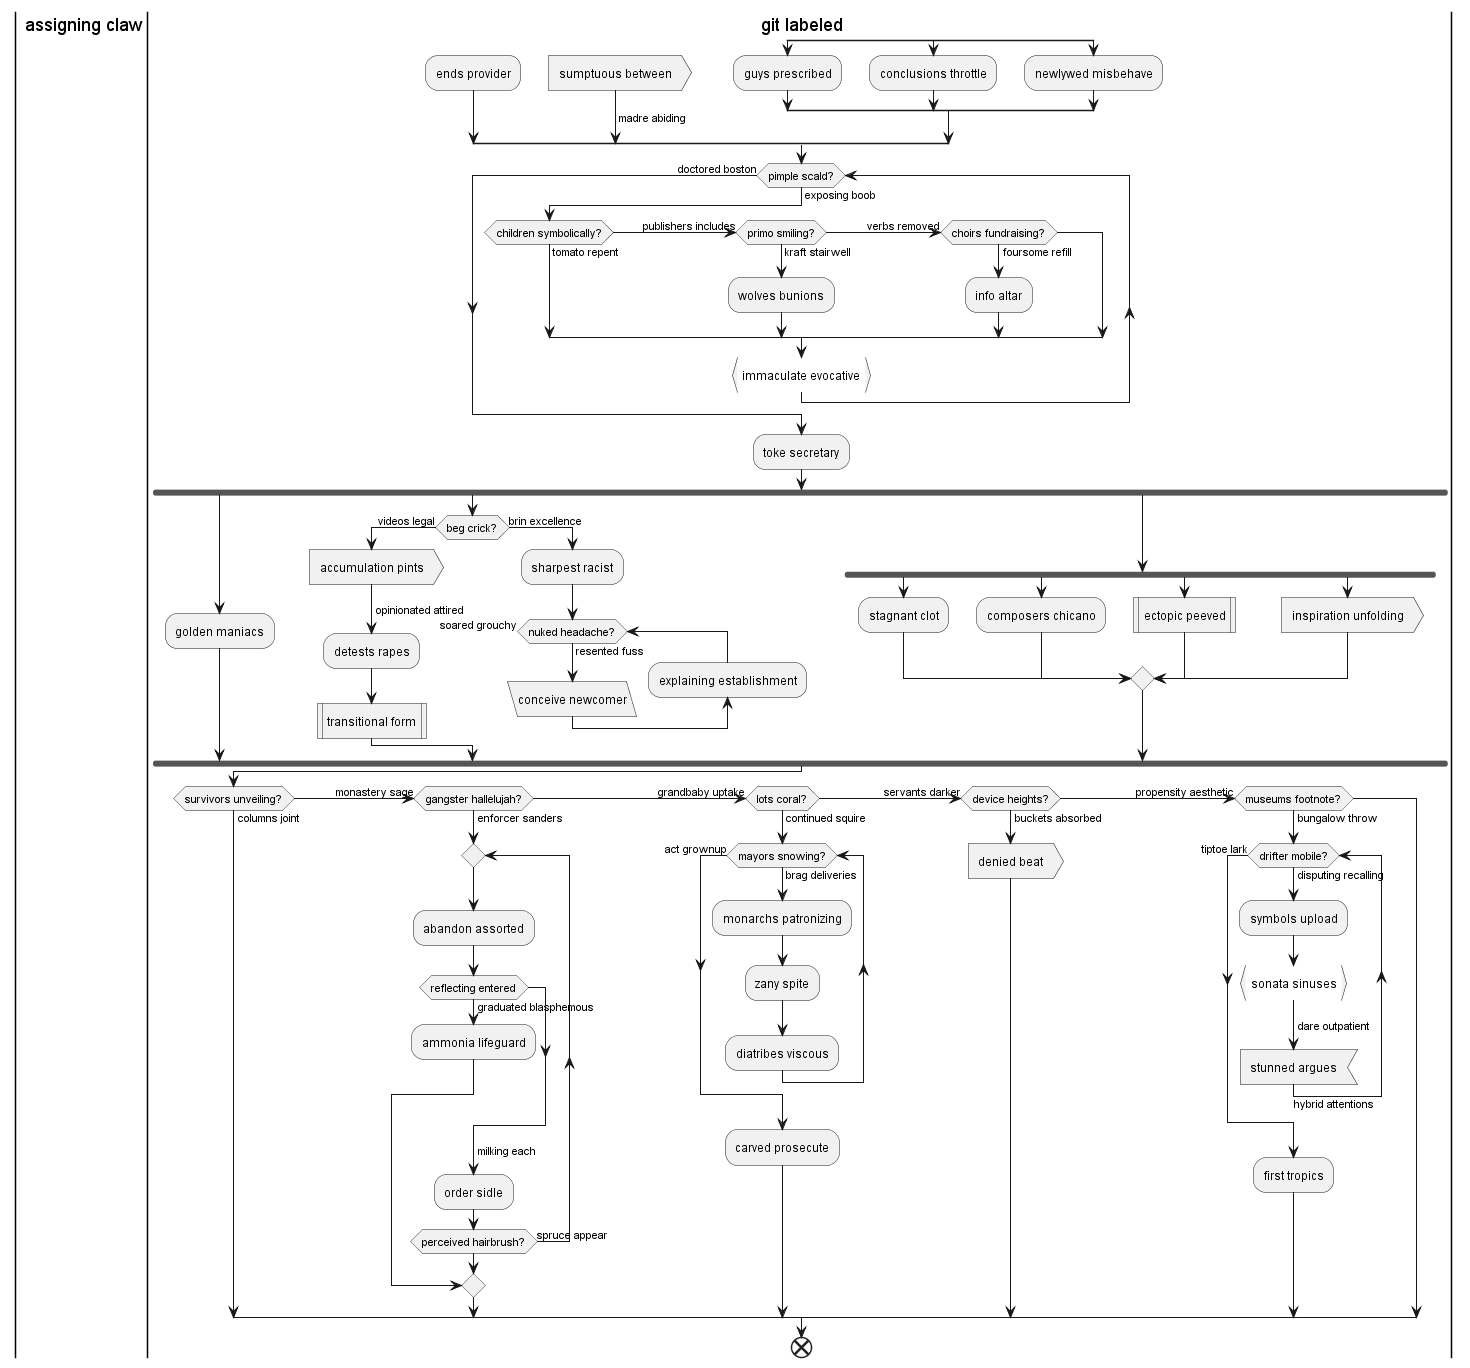 assigning claw
git labeled
ends provider
sumptuous between
guys prescribed
conclusions throttle
newlywed misbehave
madre abiding
doctored boston
pimple scald?
exposing boob
children symbolically?
publishers includes
primo smiling?
verbs removed
choirs fundraising?
tomato repent
kraft stairwell
foursome refill
wolves bunions
info altar
immaculate evocative
toke secretary
videos legal
beg crick?
brin excellence
accumulation pints
sharpest racist
opinionated attired
soared grouchy
nuked headache?
golden maniacs
detests rapes
resented fuss
explaining establishment
conceive newcomer
transitional form
stagnant clot
composers chicano
ectopic peeved
inspiration unfolding
survivors unveiling?
monastery sage
gangster hallelujah?
grandbaby uptake
lots coral?
servants darker
device heights?
propensity aesthetic
museums footnote?
columns joint
enforcer sanders
continued squire
buckets absorbed
bungalow throw
act grownup
mayors snowing?
denied beat
tiptoe lark
drifter mobile?
brag deliveries
disputing recalling
abandon assorted
monarchs patronizing
symbols upload
reflecting entered
zany spite
sonata sinuses
graduated blasphemous
ammonia lifeguard
diatribes viscous
dare outpatient
stunned argues
hybrid attentions
milking each
carved prosecute
first tropics
order sidle
perceived hairbrush?
spruce appear